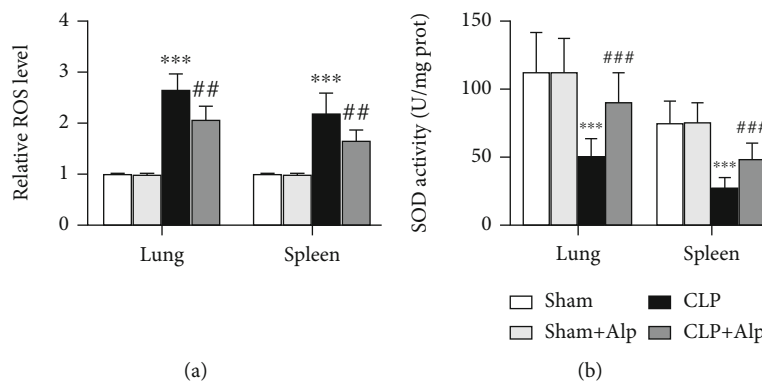 Relative ROS level
4
3
2
1
0
***
##
***
##
Lung
Spleen
(a)
SOD activity (U/mg prot)
150
100
50
0
***
###
***
###
Lung
Spleen
Sham
CLP
Sham+Alp
CLP+Alp
(b)